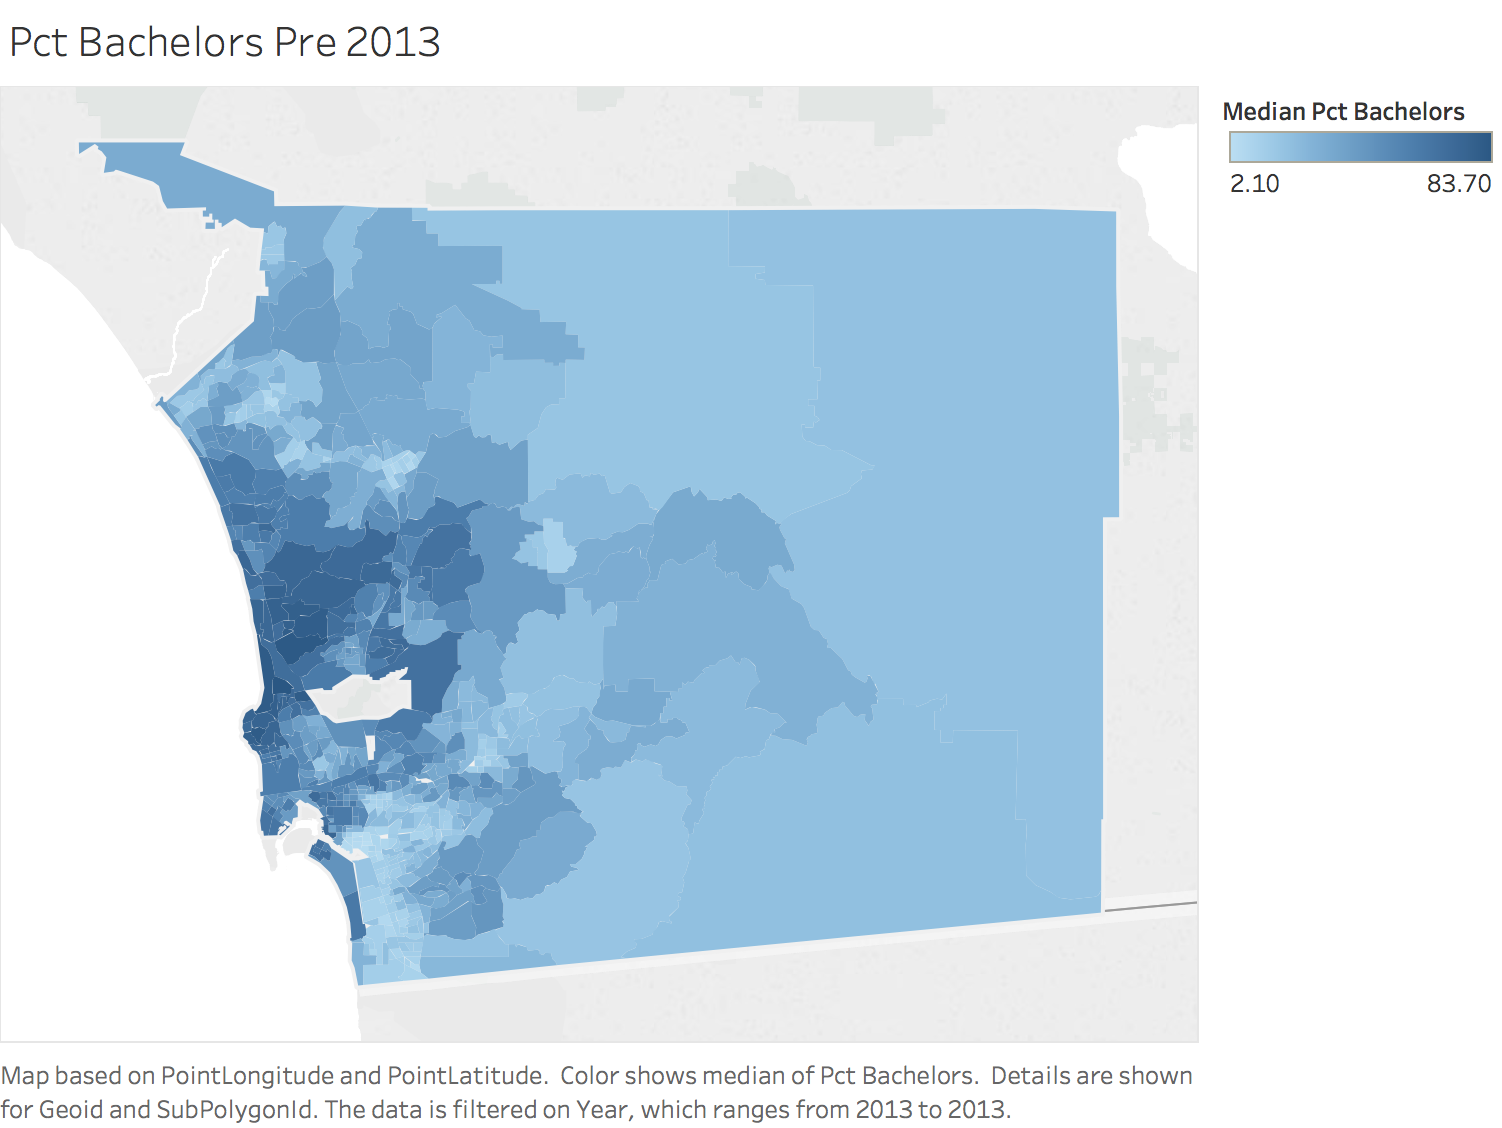 Pct Bachelors Pre 2013
Median Pct Bachelors
2.10 83.70
Map based on PointLongitude and PointLatitude.  Color shows median of Pct Bachelors.  Details are shown
for Geoid and SubPolygonId. The data is filtered on Year, which ranges from 2013 to 2013.